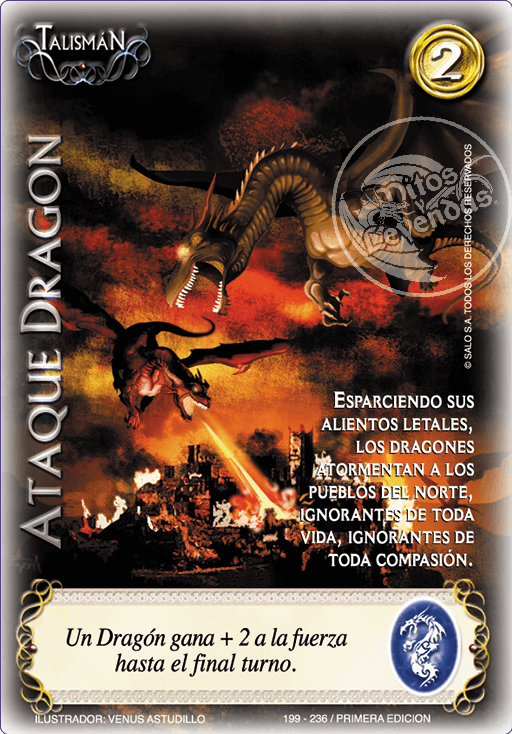 TALISMÁN
2
ATAQUE DRAGON
Mitos
y
Leyendas®
© SALO S.A. TODOS LOS DERECHOS RESERVADOS
ESPARCIENDO SUS
ALIENTOS LETALES,
LOS DRAGONES
ATORMENTAN A LOS
PUEBLOS DEL NORTE,
IGNORANTES DE TODA
VIDA, IGNORANTES DE
TODA COMPASIÓN.
Un Dragón gana + 2 a la fuerza
hasta el final turno.
ILUSTRADOR: VENUS ASTUDILLO
199 - 236 / PRIMERA EDICION